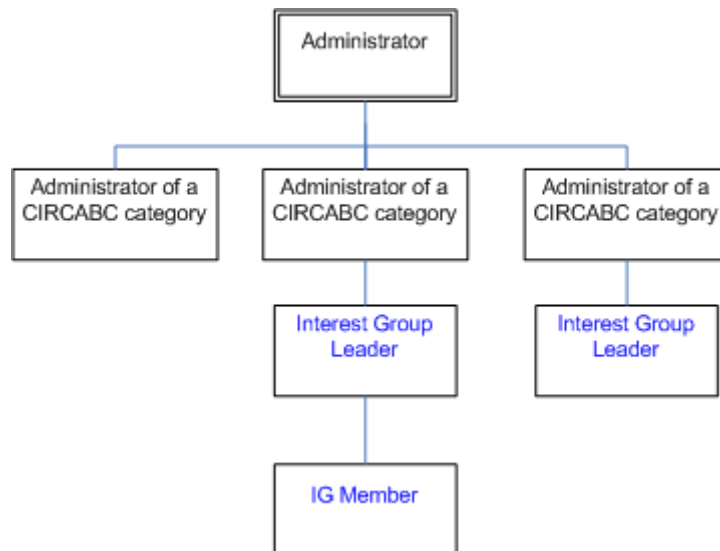 Administrator
Administrator of a
CIRCABC category
Administrator of a
CIRCABC category
Administrator of a
CIRCABC category
Interest Group
Leader
Interest Group
Leader
IG Member